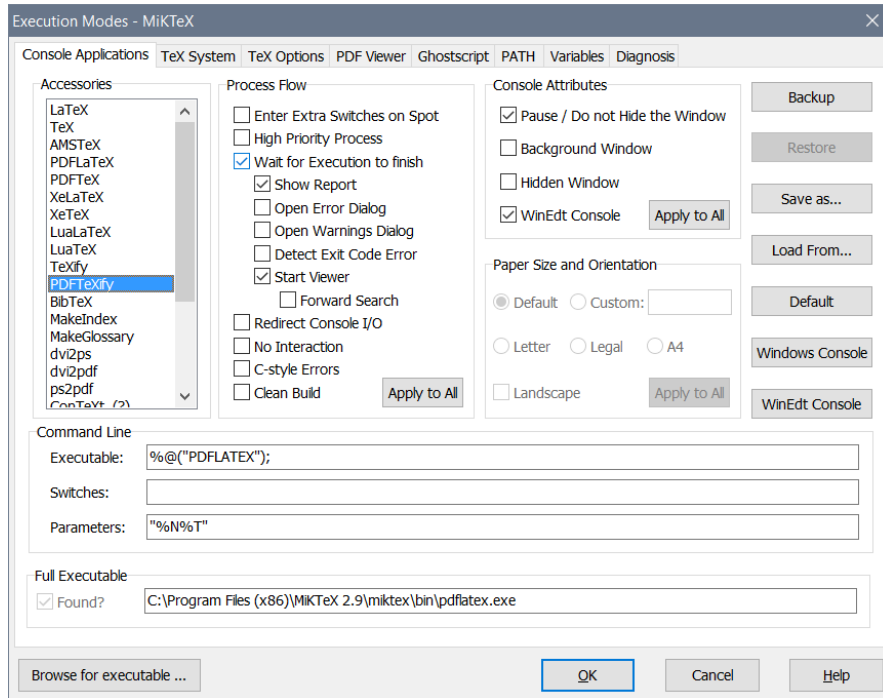 Execution Modes - MiKTeX
Console Applications TeX System TeX Options PDF Viewer Ghostscript PATH Variables Diagnosis
Accessories
LaTeX
TeX
AMSTeX
PDFLaTeX
PDFTeX
XeLaTeX
XeTeX
LuaLaTeX
LuaTeX
TeXify
PDFTeXify
BibTeX
MakeIndex
MakeGlossary
dvi2ps
dvi2pdf
ps2pdf
ConTeXt (?)
Process Flow
Enter Extra Switches on Spot
High Priority Process
Wait for Execution to finish
Show Report
Open Error Dialog
Open Warnings Dialog
Detect Exit Code Error
Start Viewer
Forward Search
Redirect Console I/O
No Interaction
C-style Errors
Clean Build Apply to All
Console Attributes
Pause / Do not Hide the Window
Background Window
Hidden Window
WinEdt Console Apply to All
Paper Size and Orientation
Default Custom:
Letter Legal A4
Landscape Apply to All
Backup
Restore
Save as...
Load From...
Default
Windows Console
WinEdt Console
Command Line
Executable: %@("PDFLATEX");
Switches:
Parameters: "%N%T"
Full Executable
Found? C:\Program Files (x86)\MiKTeX 2.9\miktex\bin\pdflatex.exe
Browse for executable ... OK Cancel Help